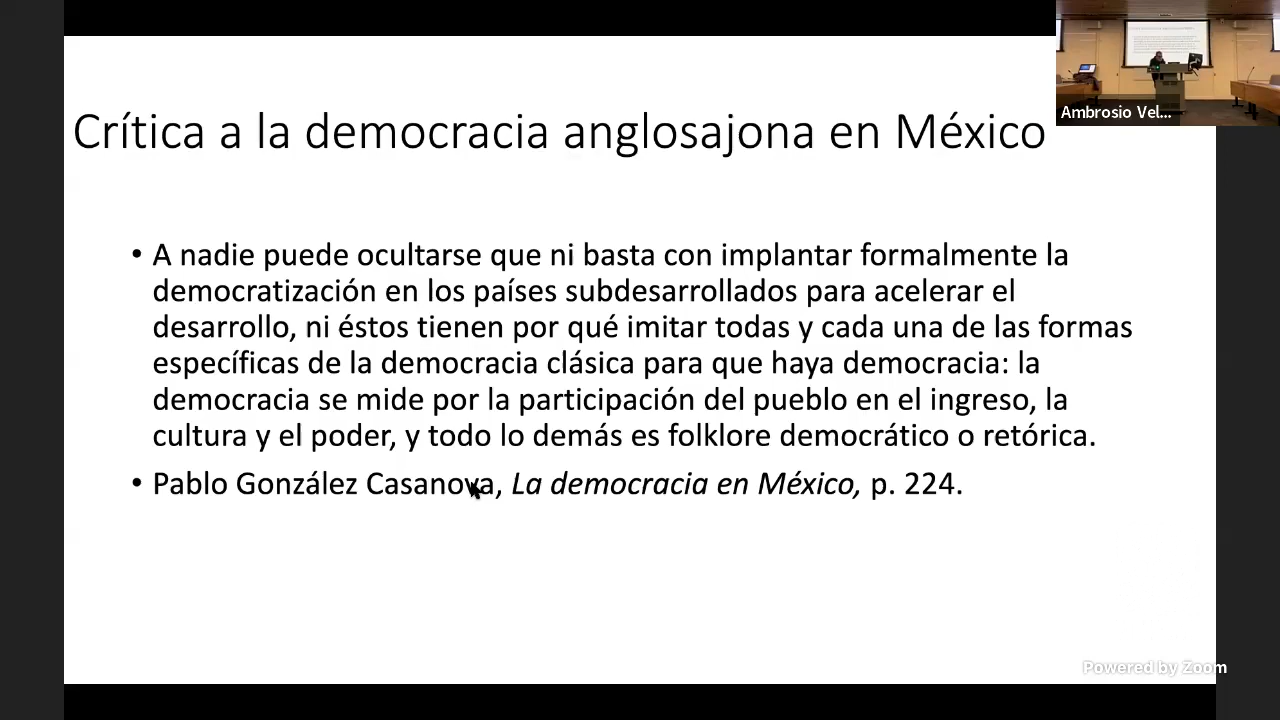 Crítica a la democracia anglosajona en México
Ambrosio Vel...
• A nadie puede ocultarse que ni basta con implantar formalmente la
democratización en los países subdesarrollados para acelerar el
desarrollo, ni éstos tienen por qué imitar todas y cada una de las formas
específicas de la democracia clásica para que haya democracia: la
democracia se mide por la participación del pueblo en el ingreso, la
cultura y el poder, y todo lo demás es folklore democrático o retórica.
• Pablo González Casanova, La democracia en México, p. 224.
Powered by Zoom